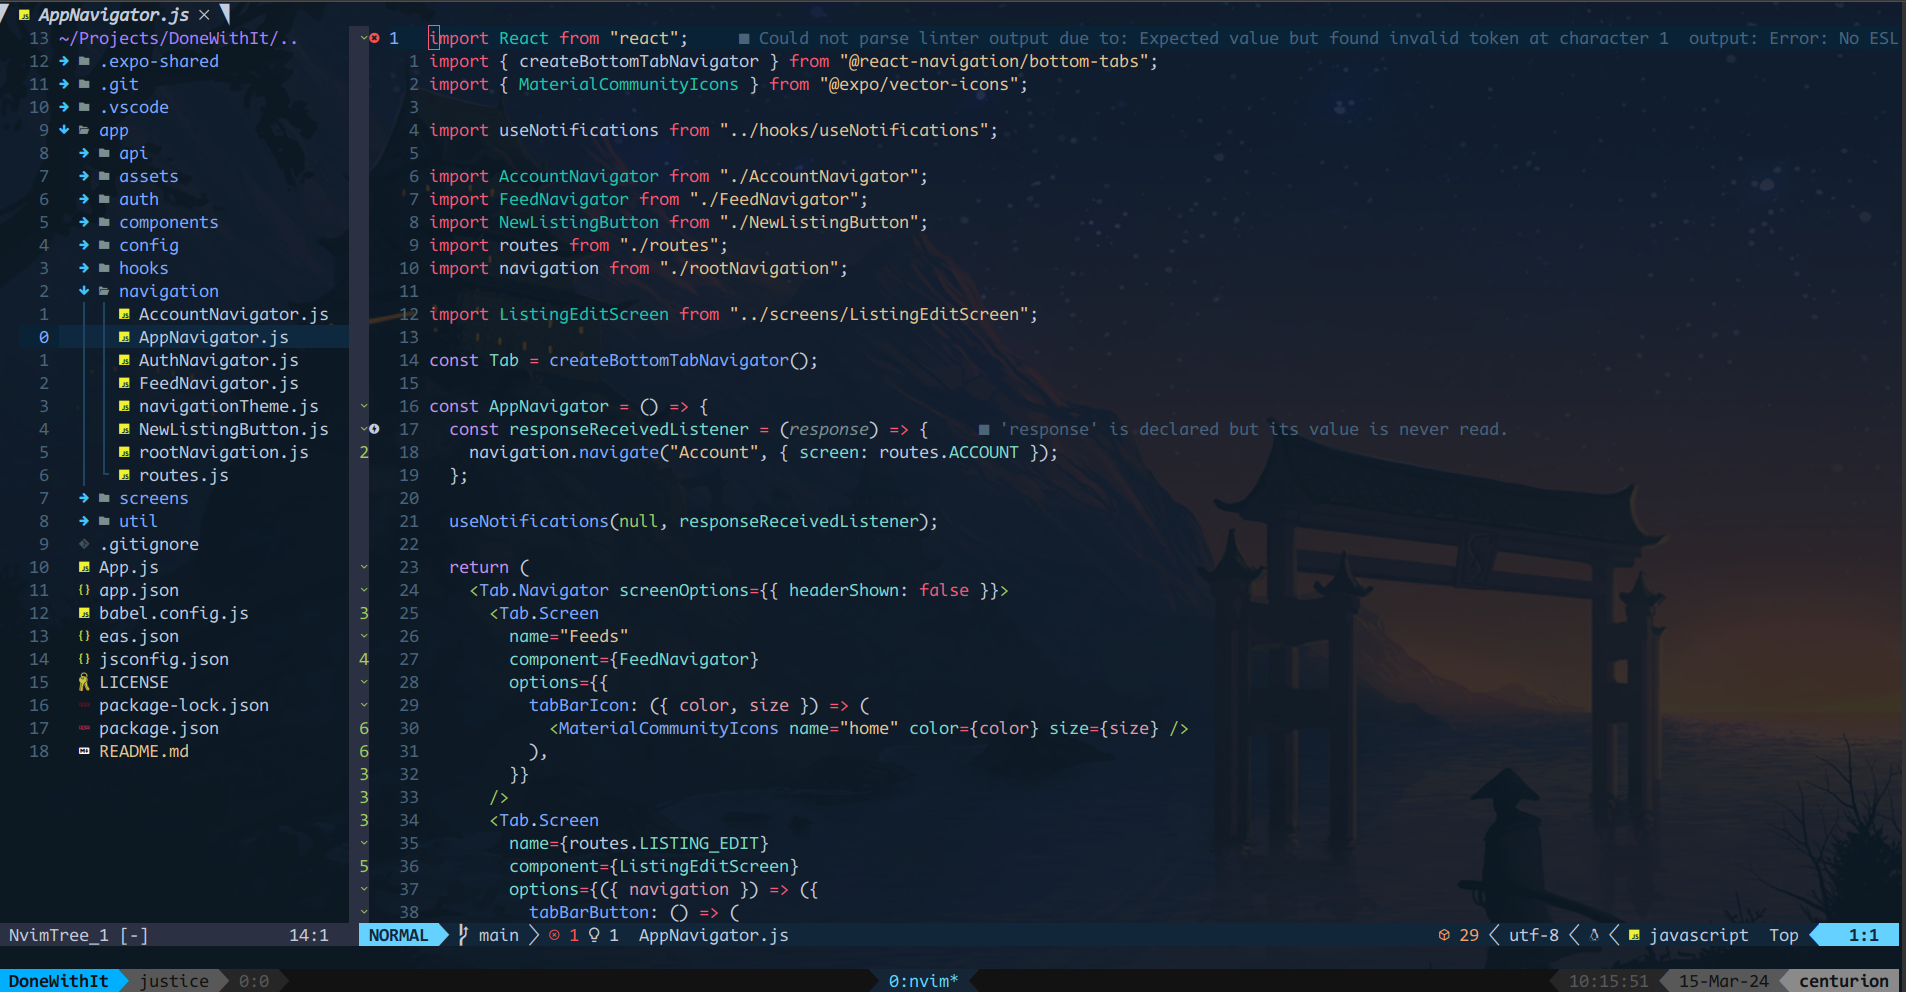 AppNavigator.js ×
13 ~/Projects/DoneWithIt/..
12 .expo-shared
11 .git
10 .vscode
9 app
8 api
7 assets
6 auth
5 components
4 config
3 hooks
2 navigation
1 AccountNavigator.js
0 AppNavigator.js
1 AuthNavigator.js
2 FeedNavigator.js
3 navigationTheme.js
4 NewListingButton.js
5 rootNavigation.js
6 routes.js
7 screens
8 util
9 .gitignore
10 App.js
11 app.json
12 babel.config.js
13 eas.json
14 jsconfig.json
15 LICENSE
16 package-lock.json
17 package.json
18 README.md
1 import React from "react"; ■ Could not parse linter output due to: Expected value but found invalid token at character 1 output: Error: No ESL
1 import { createBottomTabNavigator } from "@react-navigation/bottom-tabs";
2 import { MaterialCommunityIcons } from "@expo/vector-icons";
3
4 import useNotifications from "../hooks/useNotifications";
5
6 import AccountNavigator from "./AccountNavigator";
7 import FeedNavigator from "./FeedNavigator";
8 import NewListingButton from "./NewListingButton";
9 import routes from "./routes";
10 import navigation from "./rootNavigation";
11
12 import ListingEditScreen from "../screens/ListingEditScreen";
13
14 const Tab = createBottomTabNavigator();
15
16 const AppNavigator = () => {
17 const responseReceivedListener = (response) => { ■ 'response' is declared but its value is never read.
2 18 navigation.navigate("Account", { screen: routes.ACCOUNT });
19 };
20
21 useNotifications(null, responseReceivedListener);
22
23 return (
24 <Tab.Navigator screenOptions={{ headerShown: false }}>
3 25 <Tab.Screen
26 name="Feeds"
4 27 component={FeedNavigator}
28 options={{
29 tabBarIcon: ({ color, size }) => (
6 30 <MaterialCommunityIcons name="home" color={color} size={size} />
6 31 ),
3 32 }}
3 33 />
3 34 <Tab.Screen
35 name={routes.LISTING_EDIT}
5 36 component={ListingEditScreen}
37 options={({ navigation }) => ({
38 tabBarButton: () => (
NvimTree_1 [-] 14:1 NORMAL main 1 1 AppNavigator.js 29 utf-8 javascript Top 1:1
DoneWithIt justice 0:0 0:nvim* 10:15:51 15-Mar-24 centurion